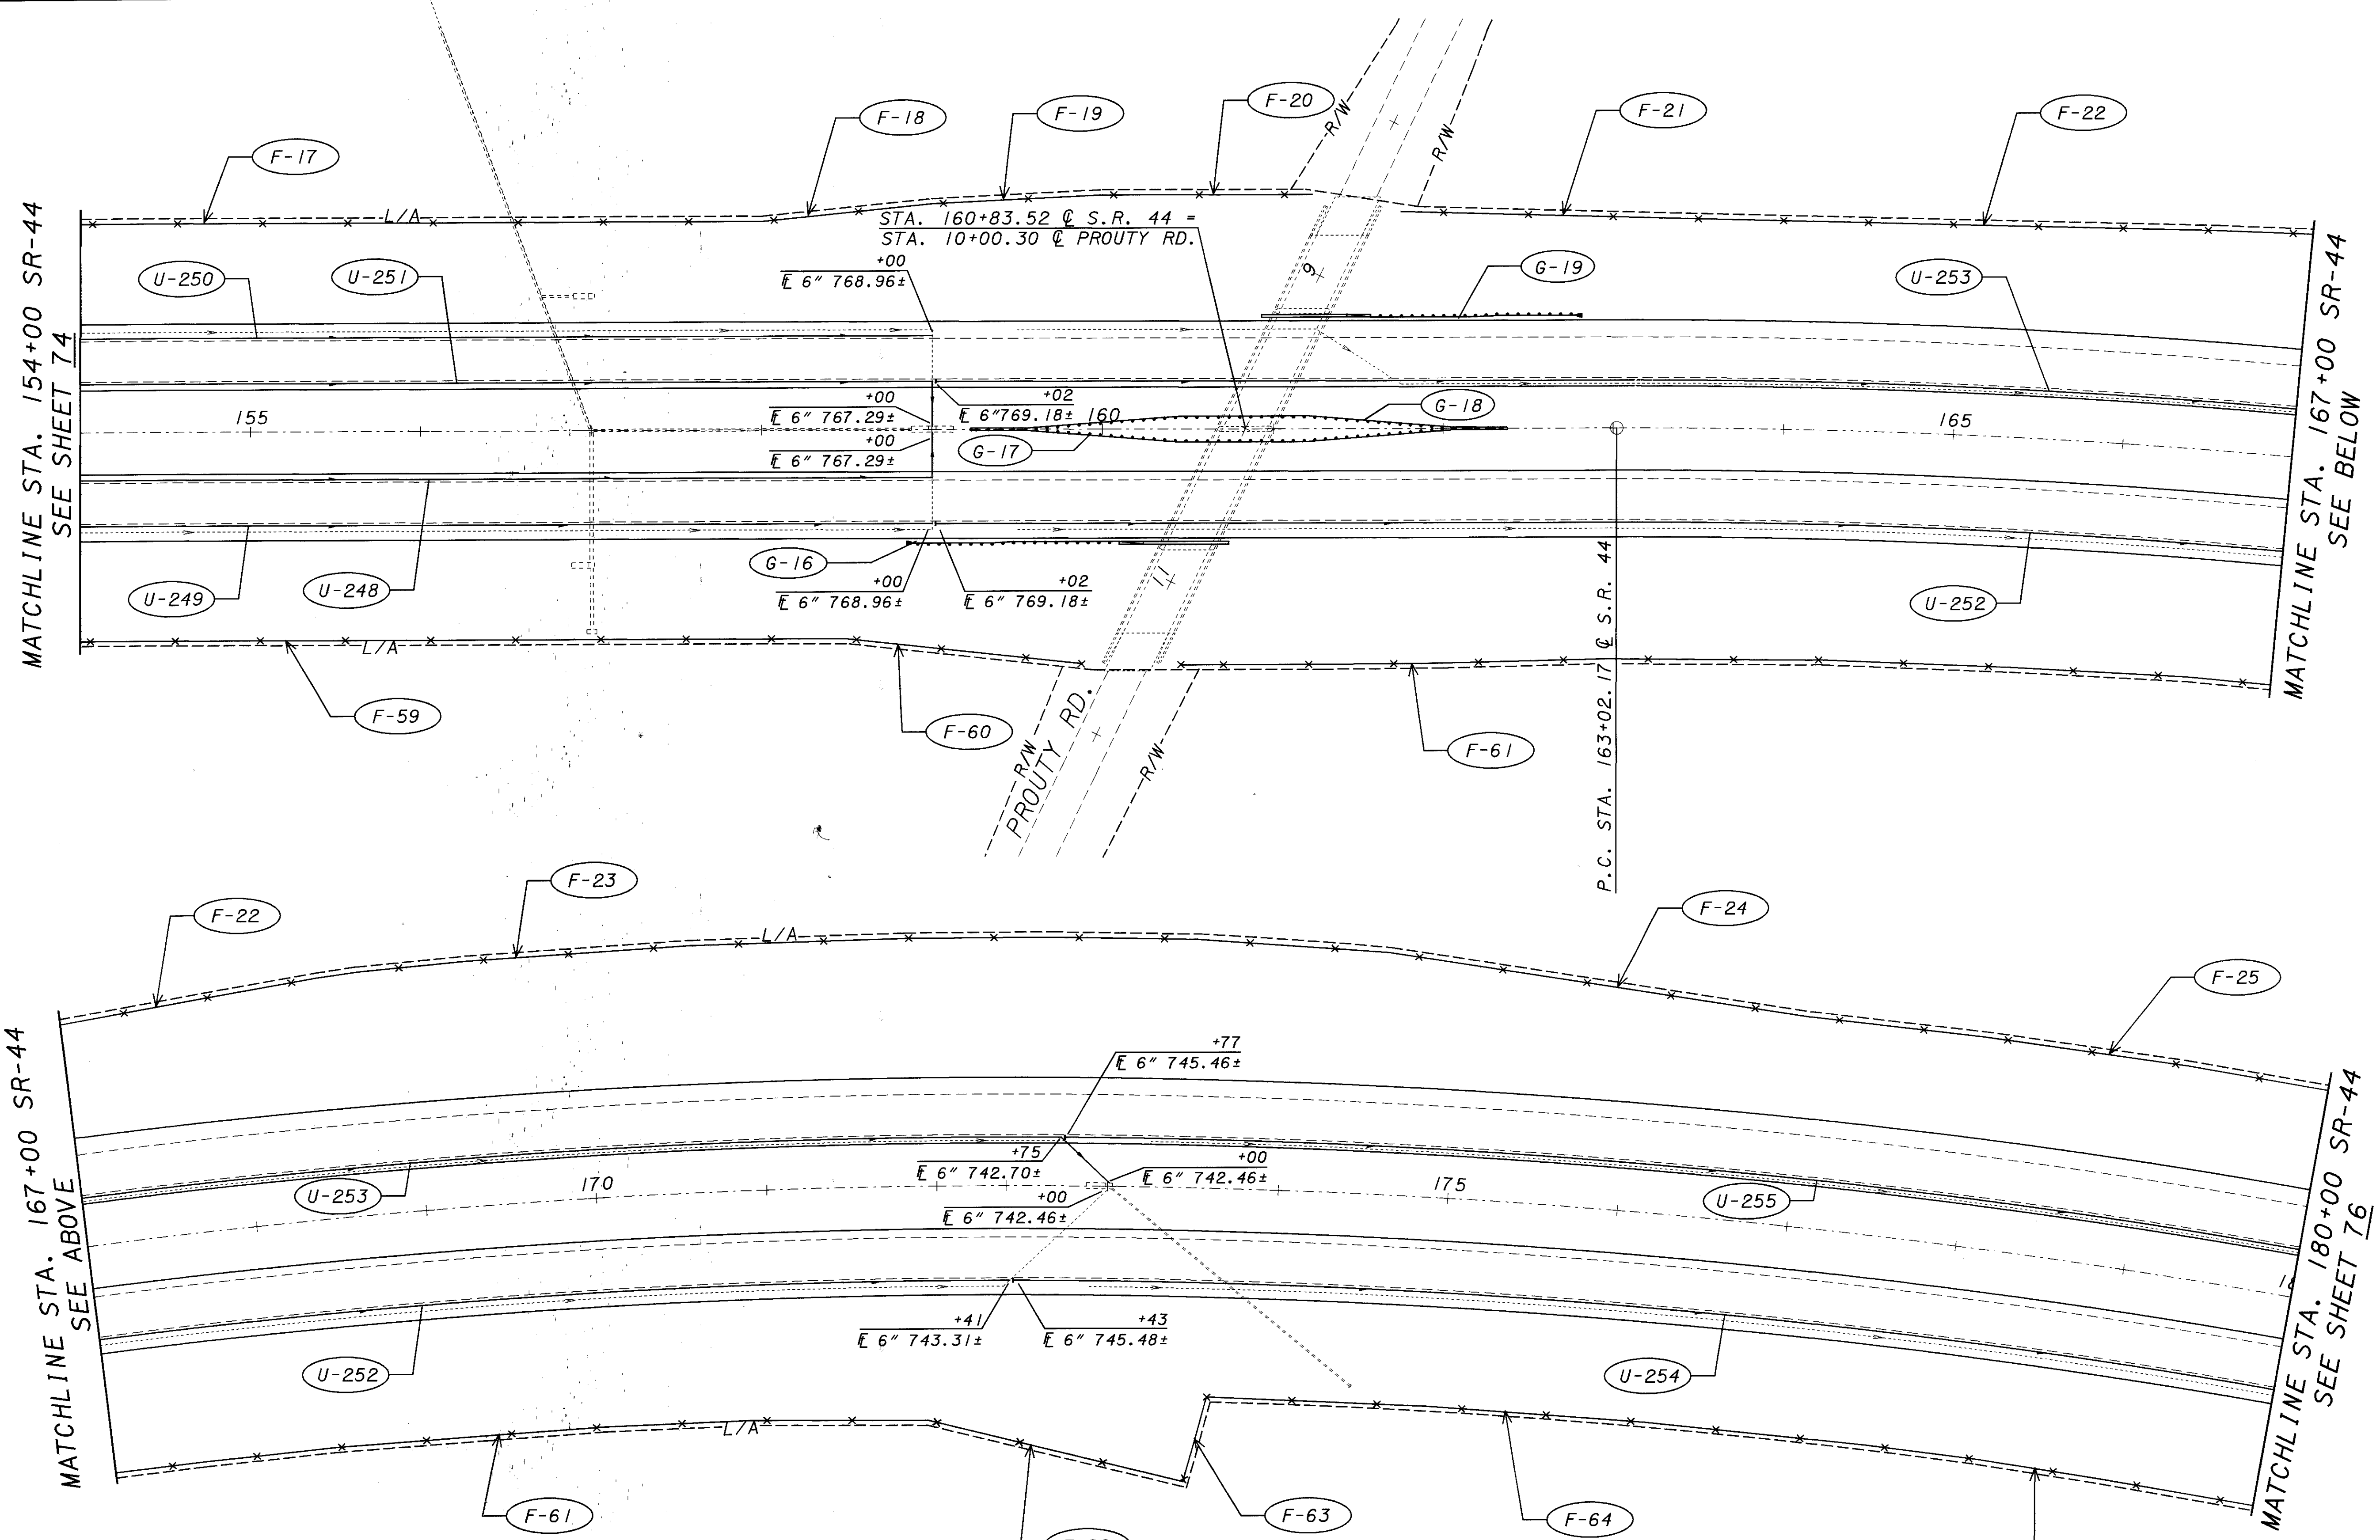 F-17
F-18
F-19
F-20
F-21
F-22
R/W
R/W
L/A
STA. 160+83.52 ℄ S.R. 44 =
STA. 10+00.30 ℄ PROUTY RD.
MATCHLINE STA. 154+00 SR-44
SEE SHEET 74
U-250
U-251
+00
6" 768.96±
9
G-19
U-253
155
+00
6" 767.29±
+00
6" 767.29±
+02
6" 769.18±
160
G-17
G-18
165
MATCHLINE STA. 167+00 SR-44
SEE BELOW
U-249
U-248
G-16
+00
6" 768.96±
+02
6" 769.18±
11
U-252
L/A
F-59
F-60
R/W
PROUTY RD.
R/W
F-61
P.C. STA. 163+02.17 ℄ S.R. 44
F-22
F-23
L/A
F-24
F-25
MATCHLINE STA. 167+00 SR-44
SEE ABOVE
+77
6" 745.46±
U-253
170
+75
6" 742.70±
+00
6" 742.46±
+00
6" 742.46±
175
U-255
MATCHLINE STA. 180+00 SR-44
SEE SHEET 76
U-252
+41
6" 743.31±
+43
6" 745.48±
U-254
L/A
F-61
F-63
F-64